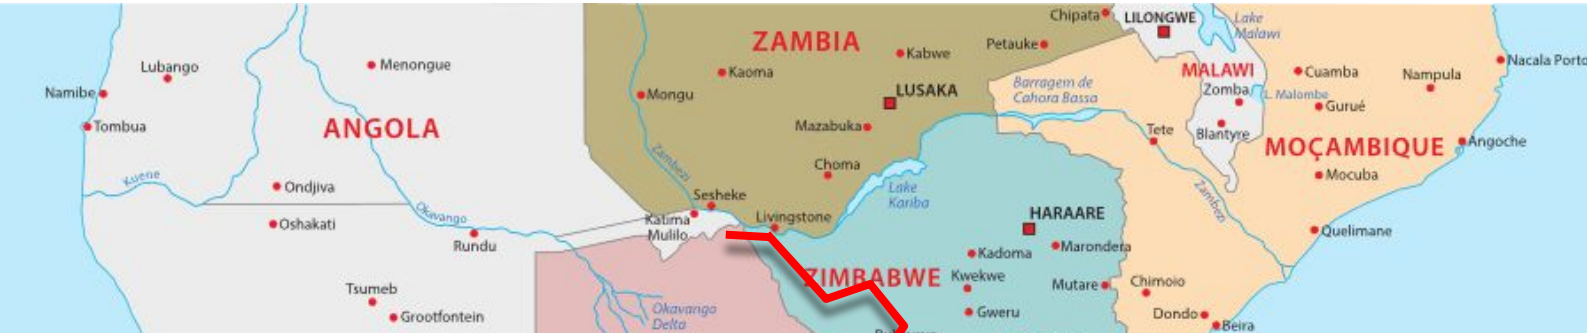 Chipata
LILONGWE
Lake
Malawi
ZAMBIA
Kabwe
Petauke
Nacala Porto
Lubango
Menongue
Kaoma
MALAWI
Cuamba
Nampula
Namibe
Mongu
LUSAKA
Barragem de
Cahora Bassa
Zomba
L. Malombe
Gurué
Tombua
ANGOLA
Mazabuka
Tete
Blantyre
MOÇAMBIQUE
Angoche
Zambezi
Choma
Kuene
Ondjiva
Lake
Kariba
Mocuba
Zambezi
Sesheke
Okavango
Oshakati
Katima
Mulilo
Livingstone
HARAARE
Quelimane
Rundu
Kadoma
Marondera
ZIMBABWE
Kwekwe
Mutare
Chimoio
Tsumeb
Okavango
Delta
Gweru
Dondo
Grootfontein
Beira